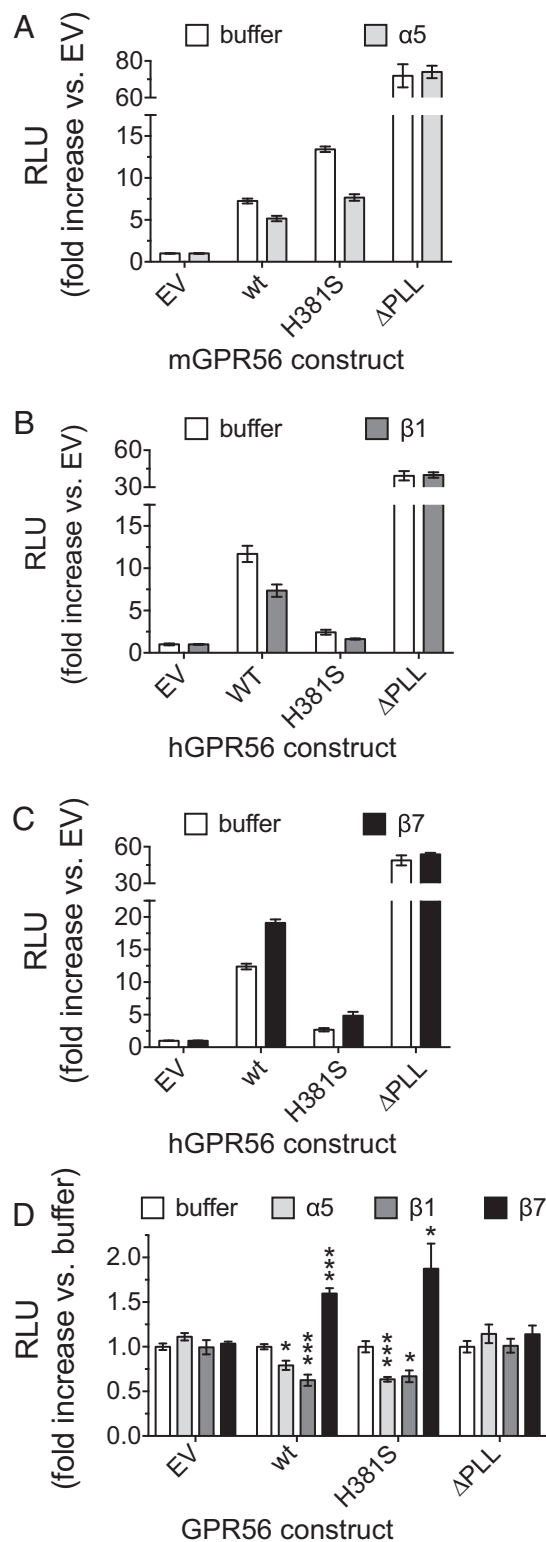 A
buffer α5
RLU
(fold increase vs. EV)
80
60
15
10
5
0
EV wt H381S ΔPLL
mGPR56 construct
B
buffer β1
RLU
(fold increase vs. EV)
60
30
15
10
5
0
EV WT H381S ΔPLL
hGPR56 construct
C
buffer β7
RLU
(fold increase vs. EV)
60
30
20
15
10
5
0
EV wt H381S ΔPLL
hGPR56 construct
D
buffer α5 β1 β7
RLU
(fold increase vs. buffer)
2.0
1.5
1.0
0.5
0.0
* *** *** *** * *
EV wt H381S ΔPLL
GPR56 construct